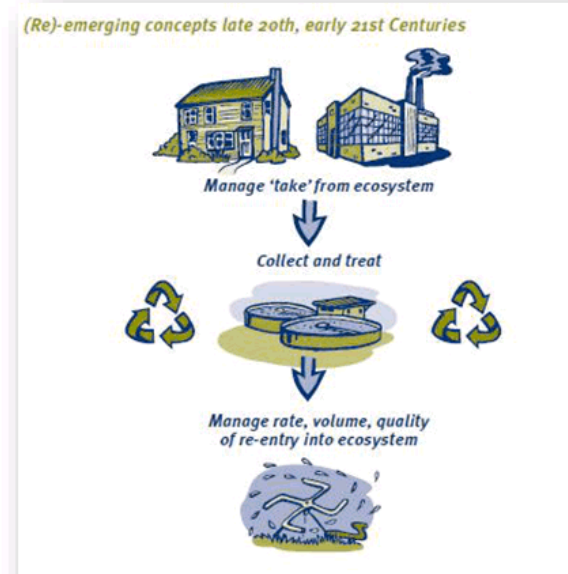 (Re)-emerging concepts late 20th, early 21st Centuries
Manage ‘take’ from ecosystem
Collect and treat
Manage rate, volume, quality
of re-entry into ecosystem